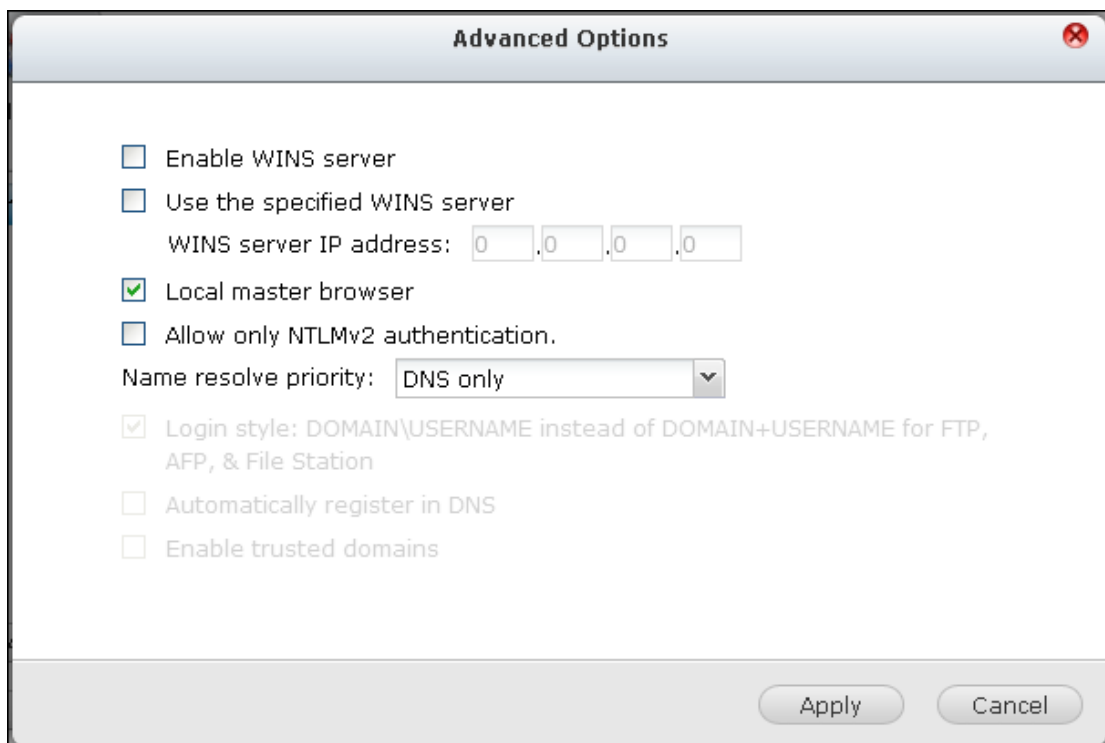 Advanced Options
Enable WINS server
Use the specified WINS server
WINS server IP address: 0 .0 .0 .0
Local master browser
Allow only NTLMv2 authentication.
Name resolve priority: DNS only
Login style: DOMAIN\USERNAME instead of DOMAIN+USERNAME for FTP,
AFP, & File Station
Automatically register in DNS
Enable trusted domains
Apply Cancel